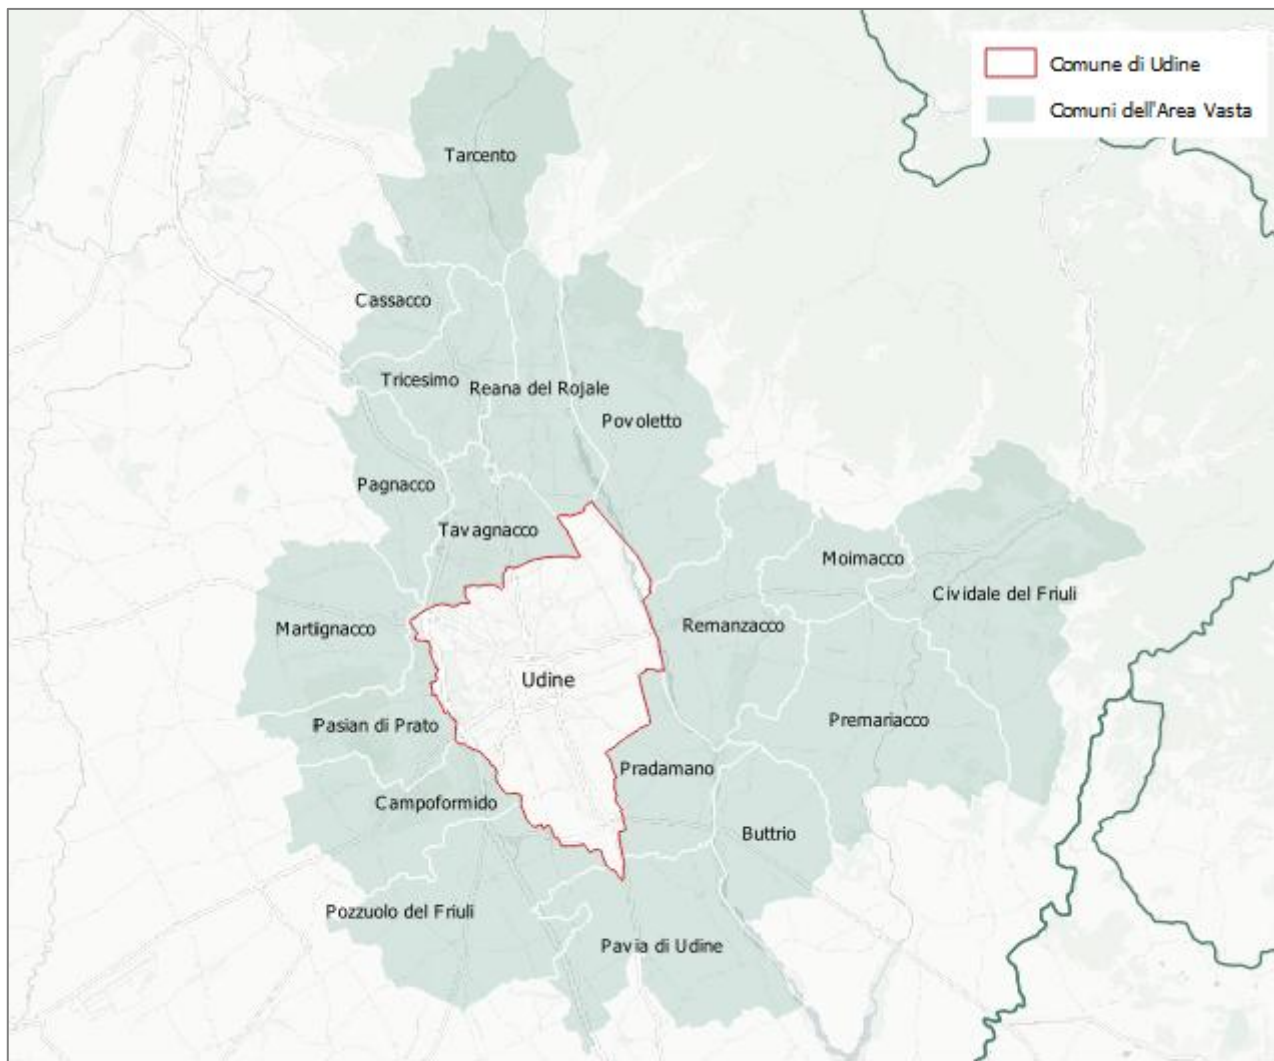 Comune di Udine
Comuni dell'Area Vasta
Tarcento
Cassacco
Tricesimo
Reana del Rojale
Povoletto
Pagnacco
Tavagnacco
Moimacco
Cividale del Friuli
Martignacco
Remanzacco
Udine
Pasian di Prato
Premariacco
Pradamano
Campoformido
Buttrio
Pozzuolo del Friuli
Pavia di Udine